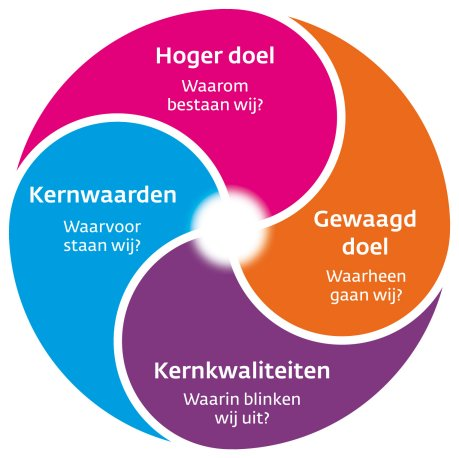 Hoger doel
Waarom
bestaan wij?
Kernwaarden
Waarvoor
staan wij?
Gewaagd
doel
Waarheen
gaan wij?
Kernkwaliteiten
Waarin blinken
wij uit?